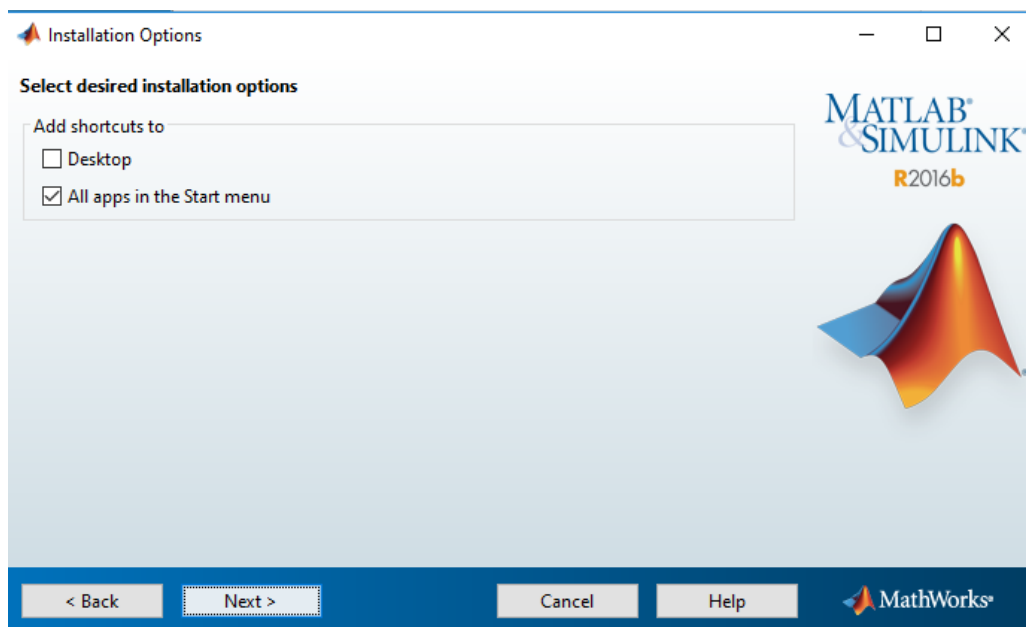 Installation Options
Select desired installation options
Add shortcuts to
Desktop
All apps in the Start menu
MATLAB®
&SIMULINK®
R2016b
< Back
Next >
Cancel
Help
MathWorks®